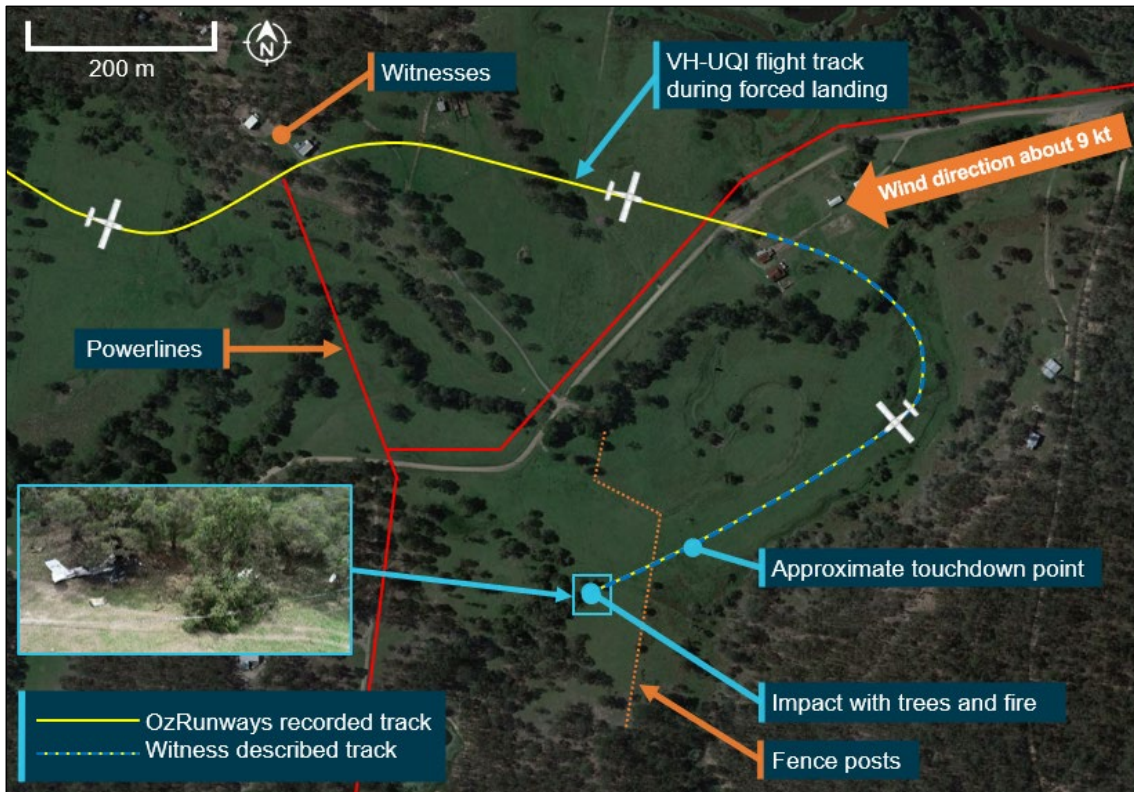 200 m
N
Witnesses
VH-UQI flight track
during forced landing
Wind direction about 9 kt
Powerlines
Approximate touchdown point
Impact with trees and fire
Fence posts
OzRunways recorded track
Witness described track